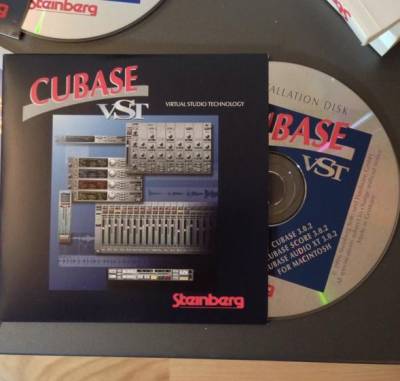 Steinberg
CUBASE
VST
VIRTUAL STUDIO TECHNOLOGY
Steinberg
ALLATION DISK
BASE
VST
CUBASE 3.0.2
UBASE SCORE 3.0.2
UBASE AUDIO XT 3.0.2
FOR MACINTOSH